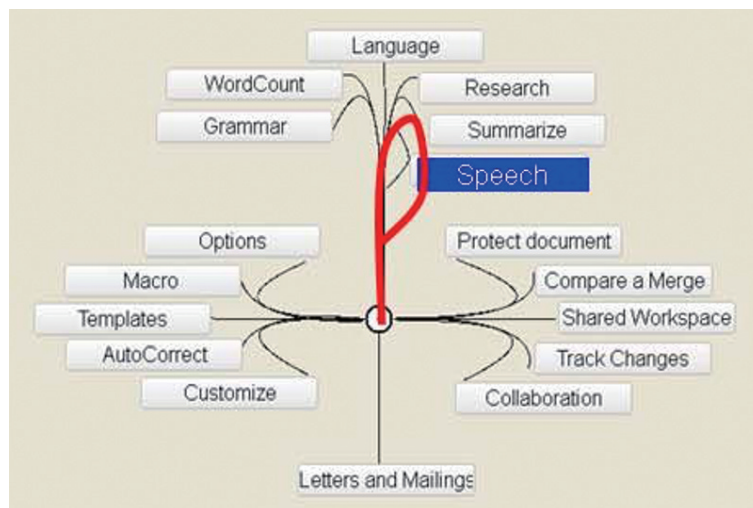 Language
WordCount
Research
Grammar
Summarize
Speech
Options
Protect document
Macro
Compare a Merge
Templates
Shared Workspace
AutoCorrect
Track Changes
Customize
Collaboration
Letters and Mailings